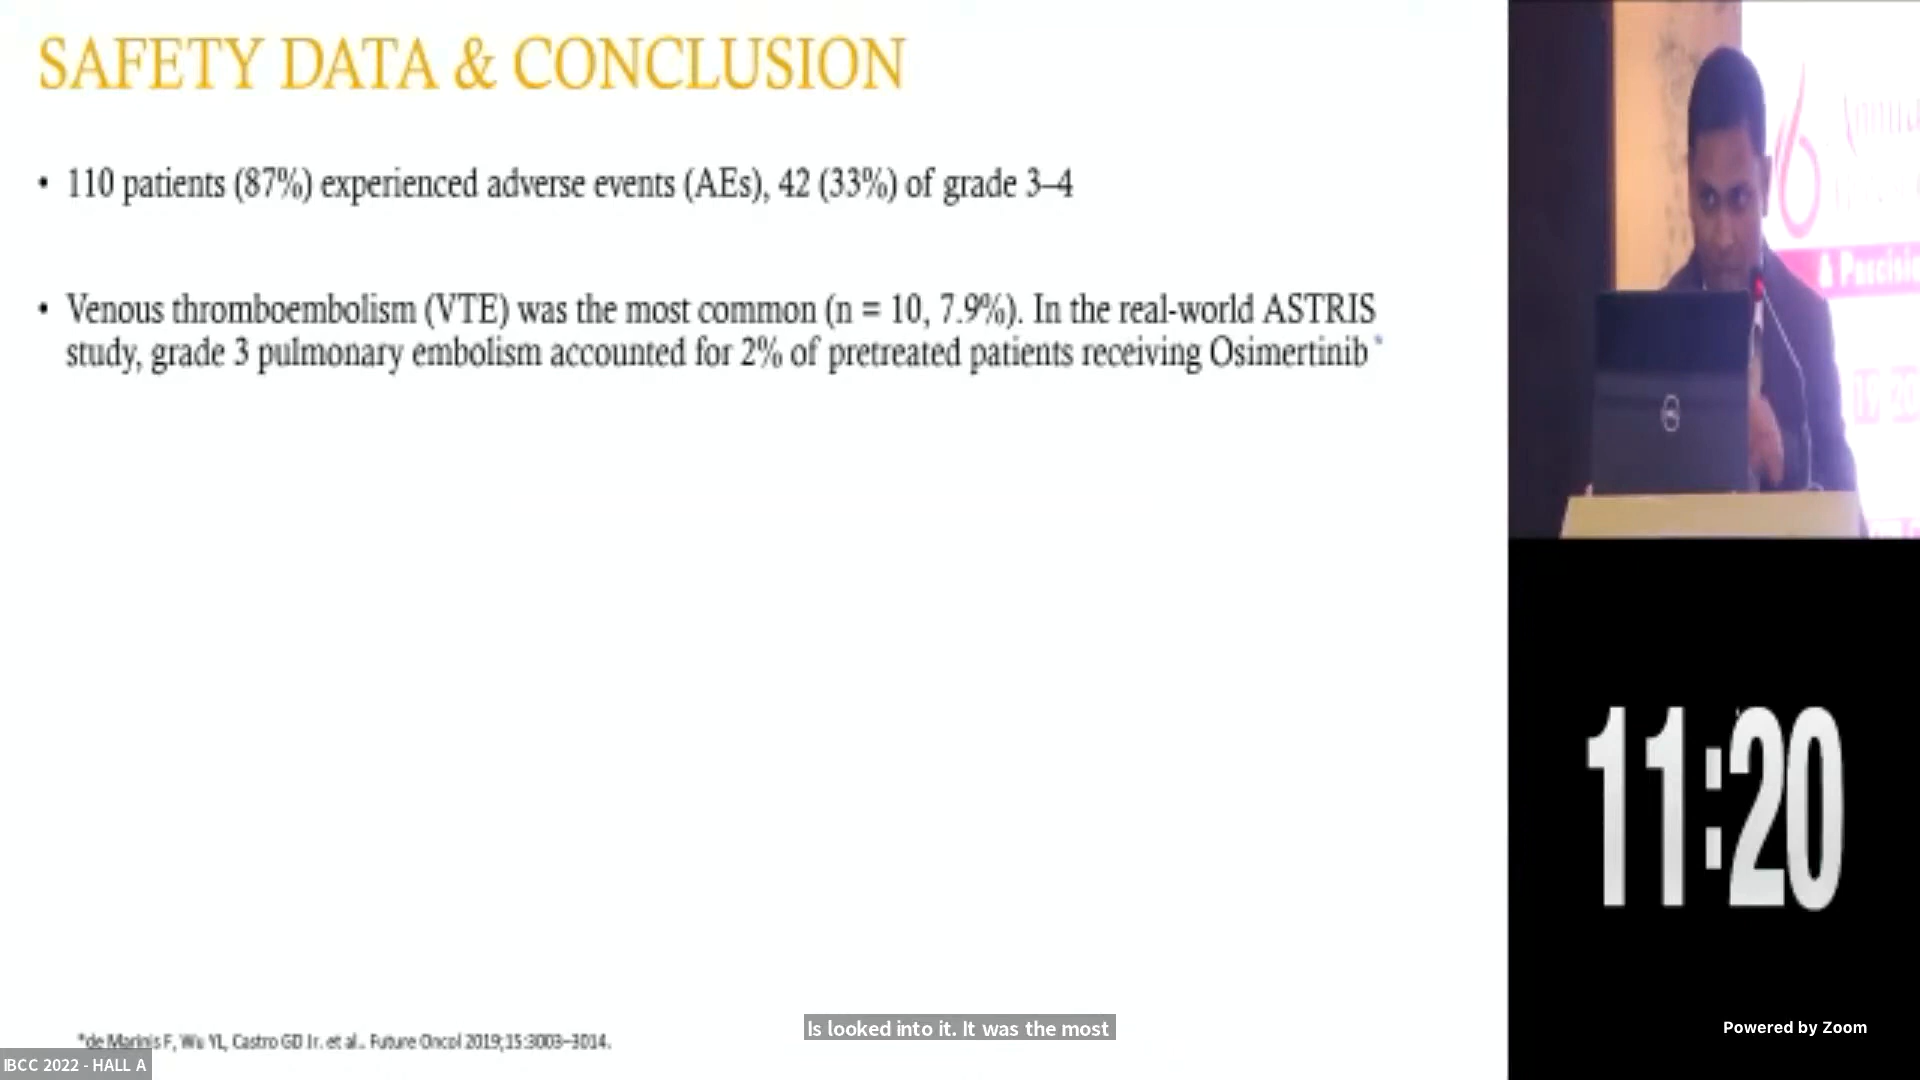 SAFETY DATA & CONCLUSION
• 110 patients (87%) experienced adverse events (AEs), 42 (33%) of grade 3–4
• Venous thromboembolism (VTE) was the most common (n = 10, 7.9%). In the real-world ASTRIS
study, grade 3 pulmonary embolism accounted for 2% of pretreated patients receiving Osimertinib *
*de Marinis F, Wu YL, Castro GD Jr. et al.. Future Oncol 2019;15:3003–3014.
Is looked into it. It was the most
IBCC 2022 - HALL A
6
Annua
A Pascisio
11:20
Powered by Zoom